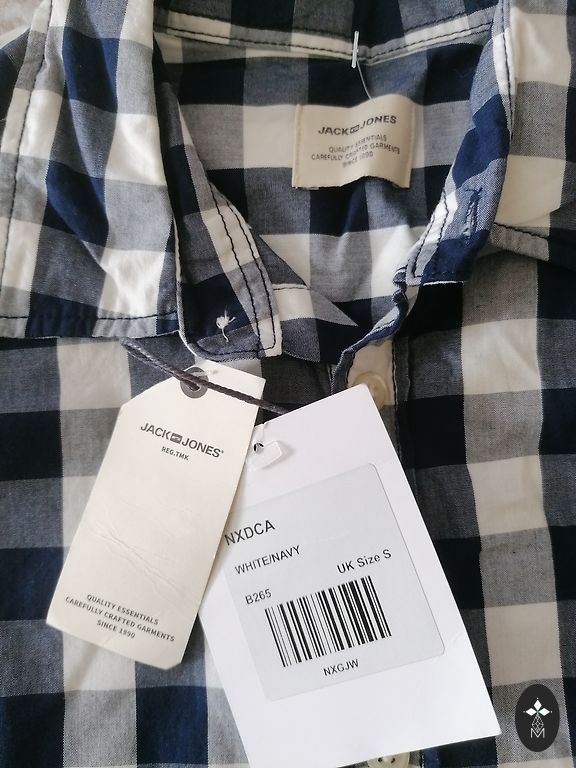 JACK JONES
QUALITY ESSENTIALS
CAREFULLY CRAFTED GARMENTS
SINCE 1990
JACK JONES®
REG.TMK
QUALITY ESSENTIALS
CAREFULLY CRAFTED GARMENTS
SINCE 1990
NXDCA
WHITE/NAVY
UK Size S
B265
NXGJW
M